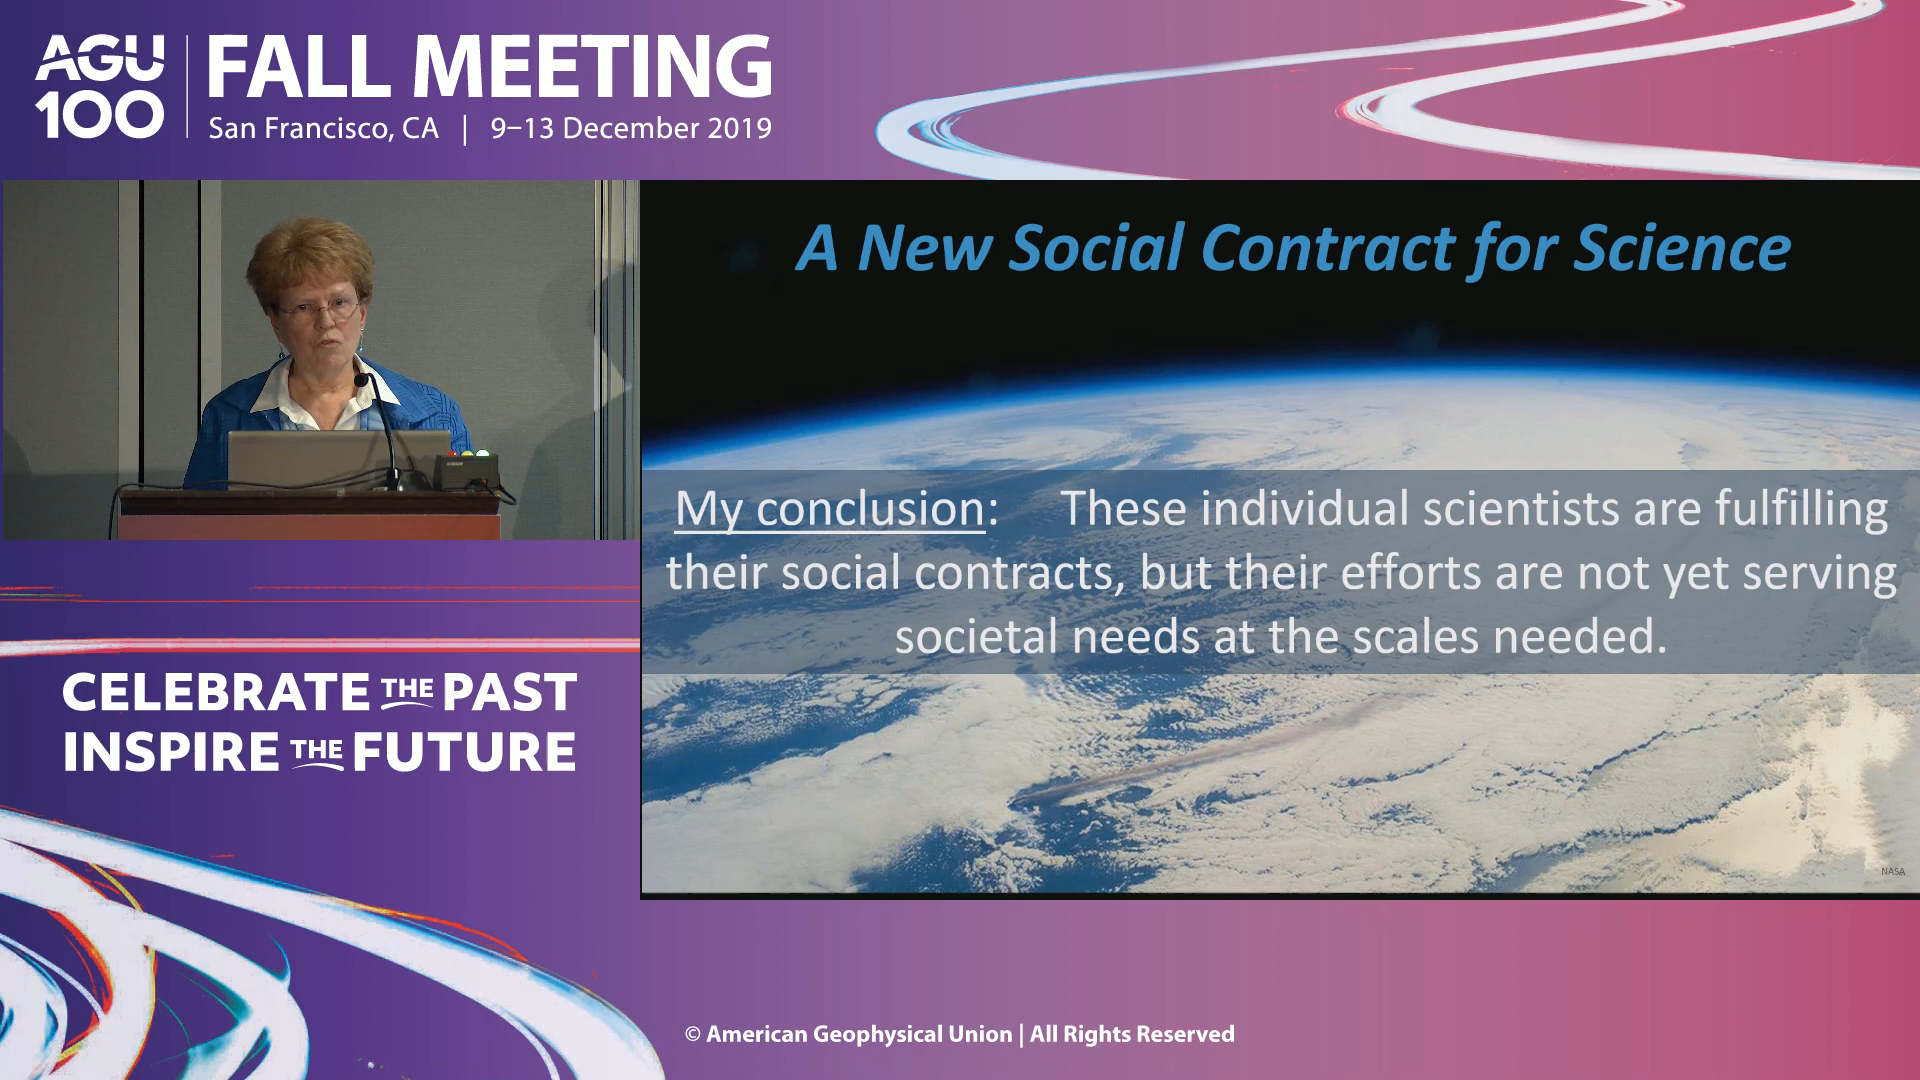 AGU
100
FALL MEETING
San Francisco, CA | 9–13 December 2019
A New Social Contract for Science
My conclusion: These individual scientists are fulfilling
their social contracts, but their efforts are not yet serving
societal needs at the scales needed.
NASA
CELEBRATE THE PAST
INSPIRE THE FUTURE
© American Geophysical Union | All Rights Reserved